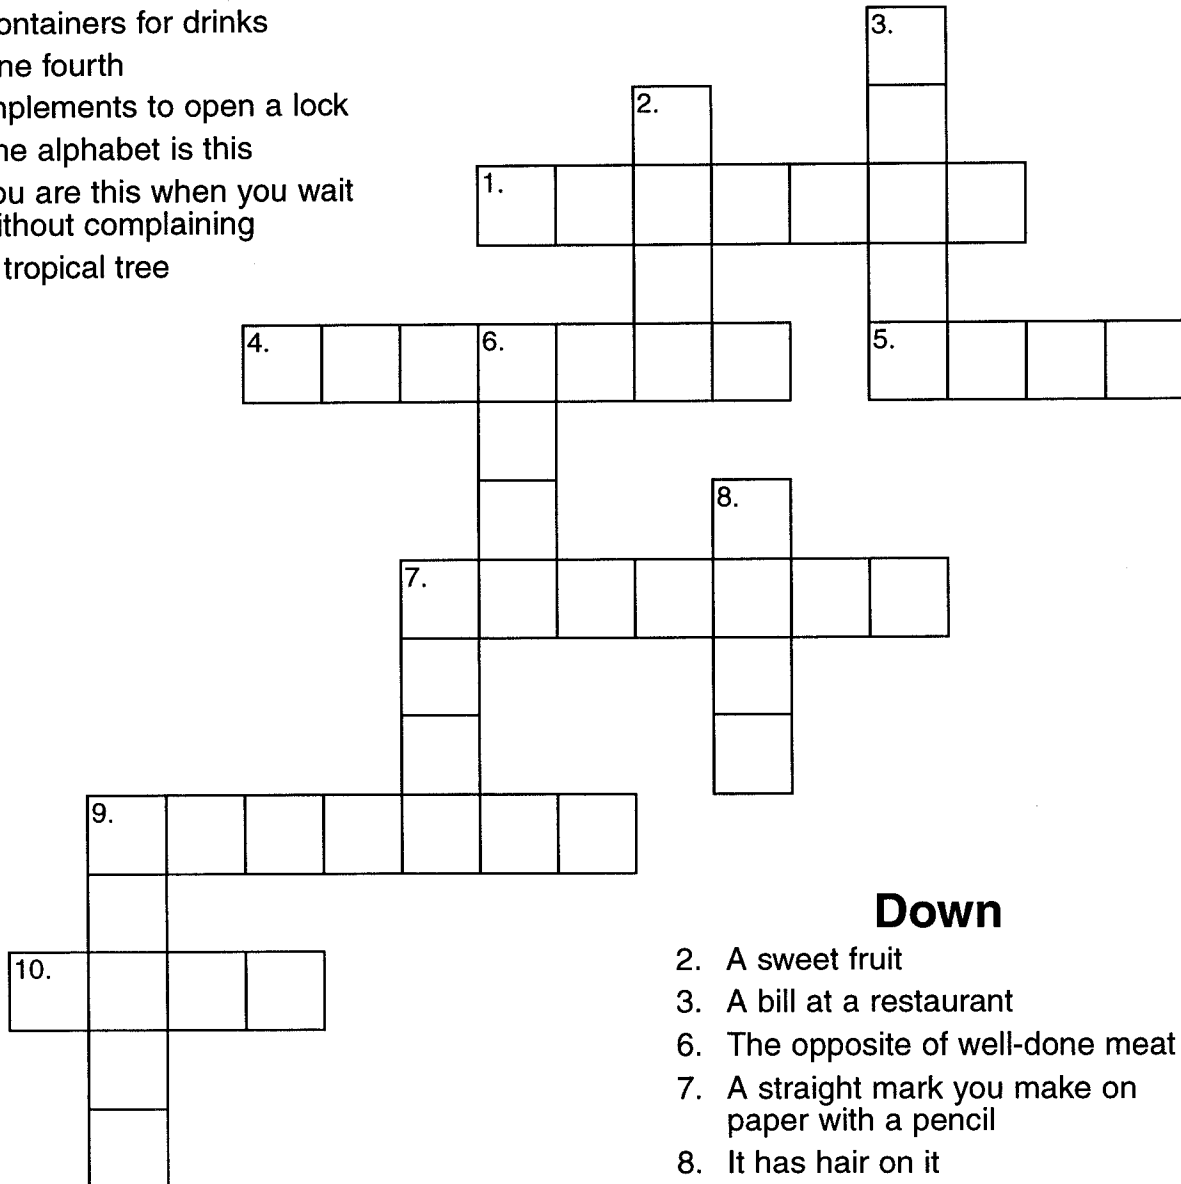 ontainers for drinks
ne fourth
nplements to open a lock
ne alphabet is this
ou are this when you wait
ithout complaining
tropical tree
3.
2.
1.
4.
6.
5.
8.
7.
9.
10.
Down
2. A sweet fruit
3. A bill at a restaurant
6. The opposite of well-done meat
7. A straight mark you make on
paper with a pencil
8. It has hair on it